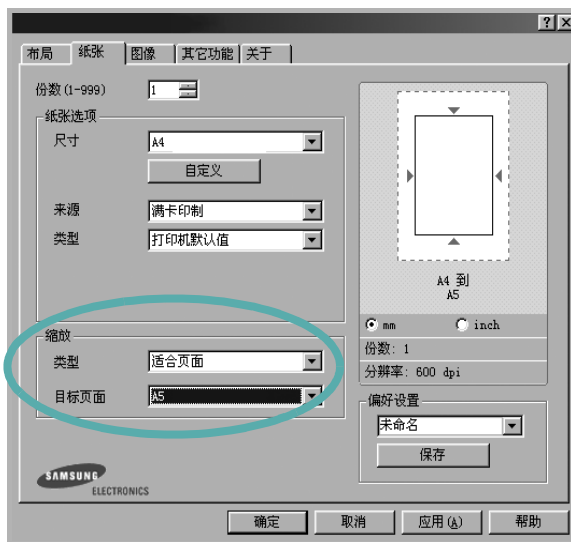 布局 纸张 图像 其它功能 关于
份数(1-999) 1
纸张选项
尺寸 A4
自定义
来源 满卡印制
类型 打印机默认值
A4 到
A5
mm inch
份数: 1
分辨率: 600 dpi
缩放
类型 适合页面
目标页面 A5
偏好设置
未命名
保存
SAMSUNG
ELECTRONICS
确定 取消 应用(A) 帮助